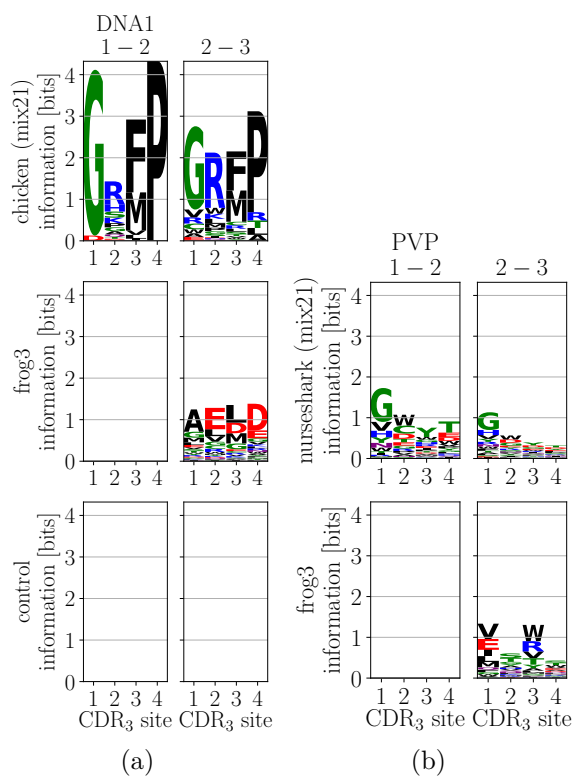 DNA1
1 − 2
2 − 3
chicken (mix21)
information [bits]
4
3
2
1
0
G
R
F
M
P
G
R
F
M
P
1 2 3 4
1 2 3 4
frog3
information [bits]
4
3
2
1
0
A
E
L
D
M
D
1 2 3 4
1 2 3 4
control
information [bits]
4
3
2
1
0
1 2 3 4
1 2 3 4
CDR3 site
CDR3 site
(a)
PVP
1 − 2
2 − 3
nurseshark (mix21)
information [bits]
4
3
2
1
0
G
W
Y
T
G
1 2 3 4
1 2 3 4
frog3
information [bits]
4
3
2
1
0
V
E
W
R
1 2 3 4
1 2 3 4
CDR3 site
CDR3 site
(b)